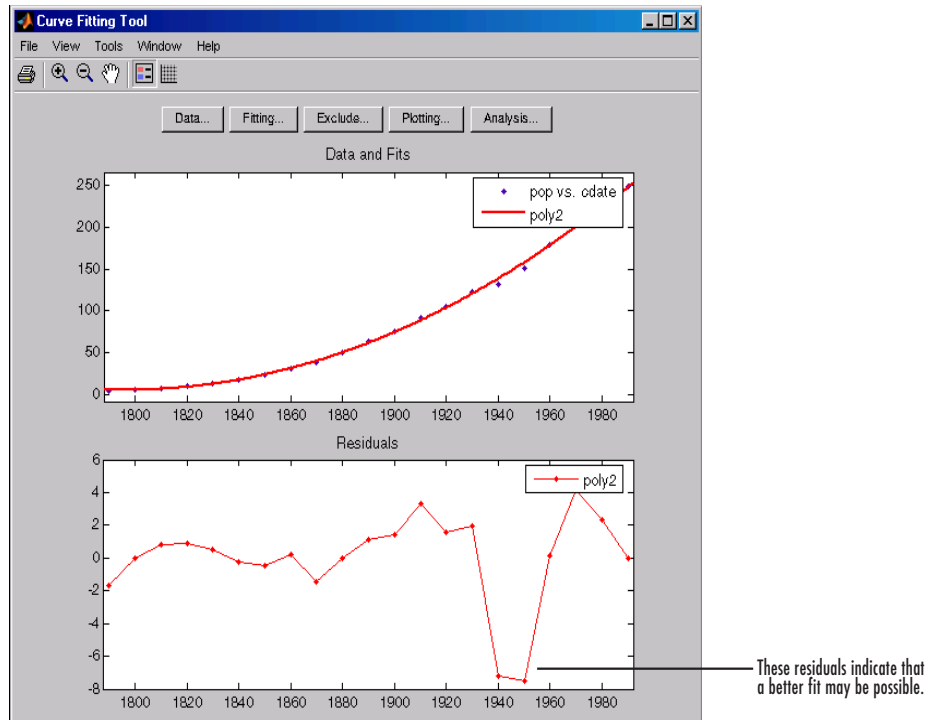 Curve Fitting Tool
File View Tools Window Help
Data... Fitting... Exclude... Plotting... Analysis...
Data and Fits
250
200
150
100
50
0
pop vs. cdate
poly2
1800 1820 1840 1860 1880 1900 1920 1940 1960 1980
Residuals
6
4
2
0
-2
-4
-6
-8
poly2
1800 1820 1840 1860 1880 1900 1920 1940 1960 1980
These residuals indicate that
a better fit may be possible.